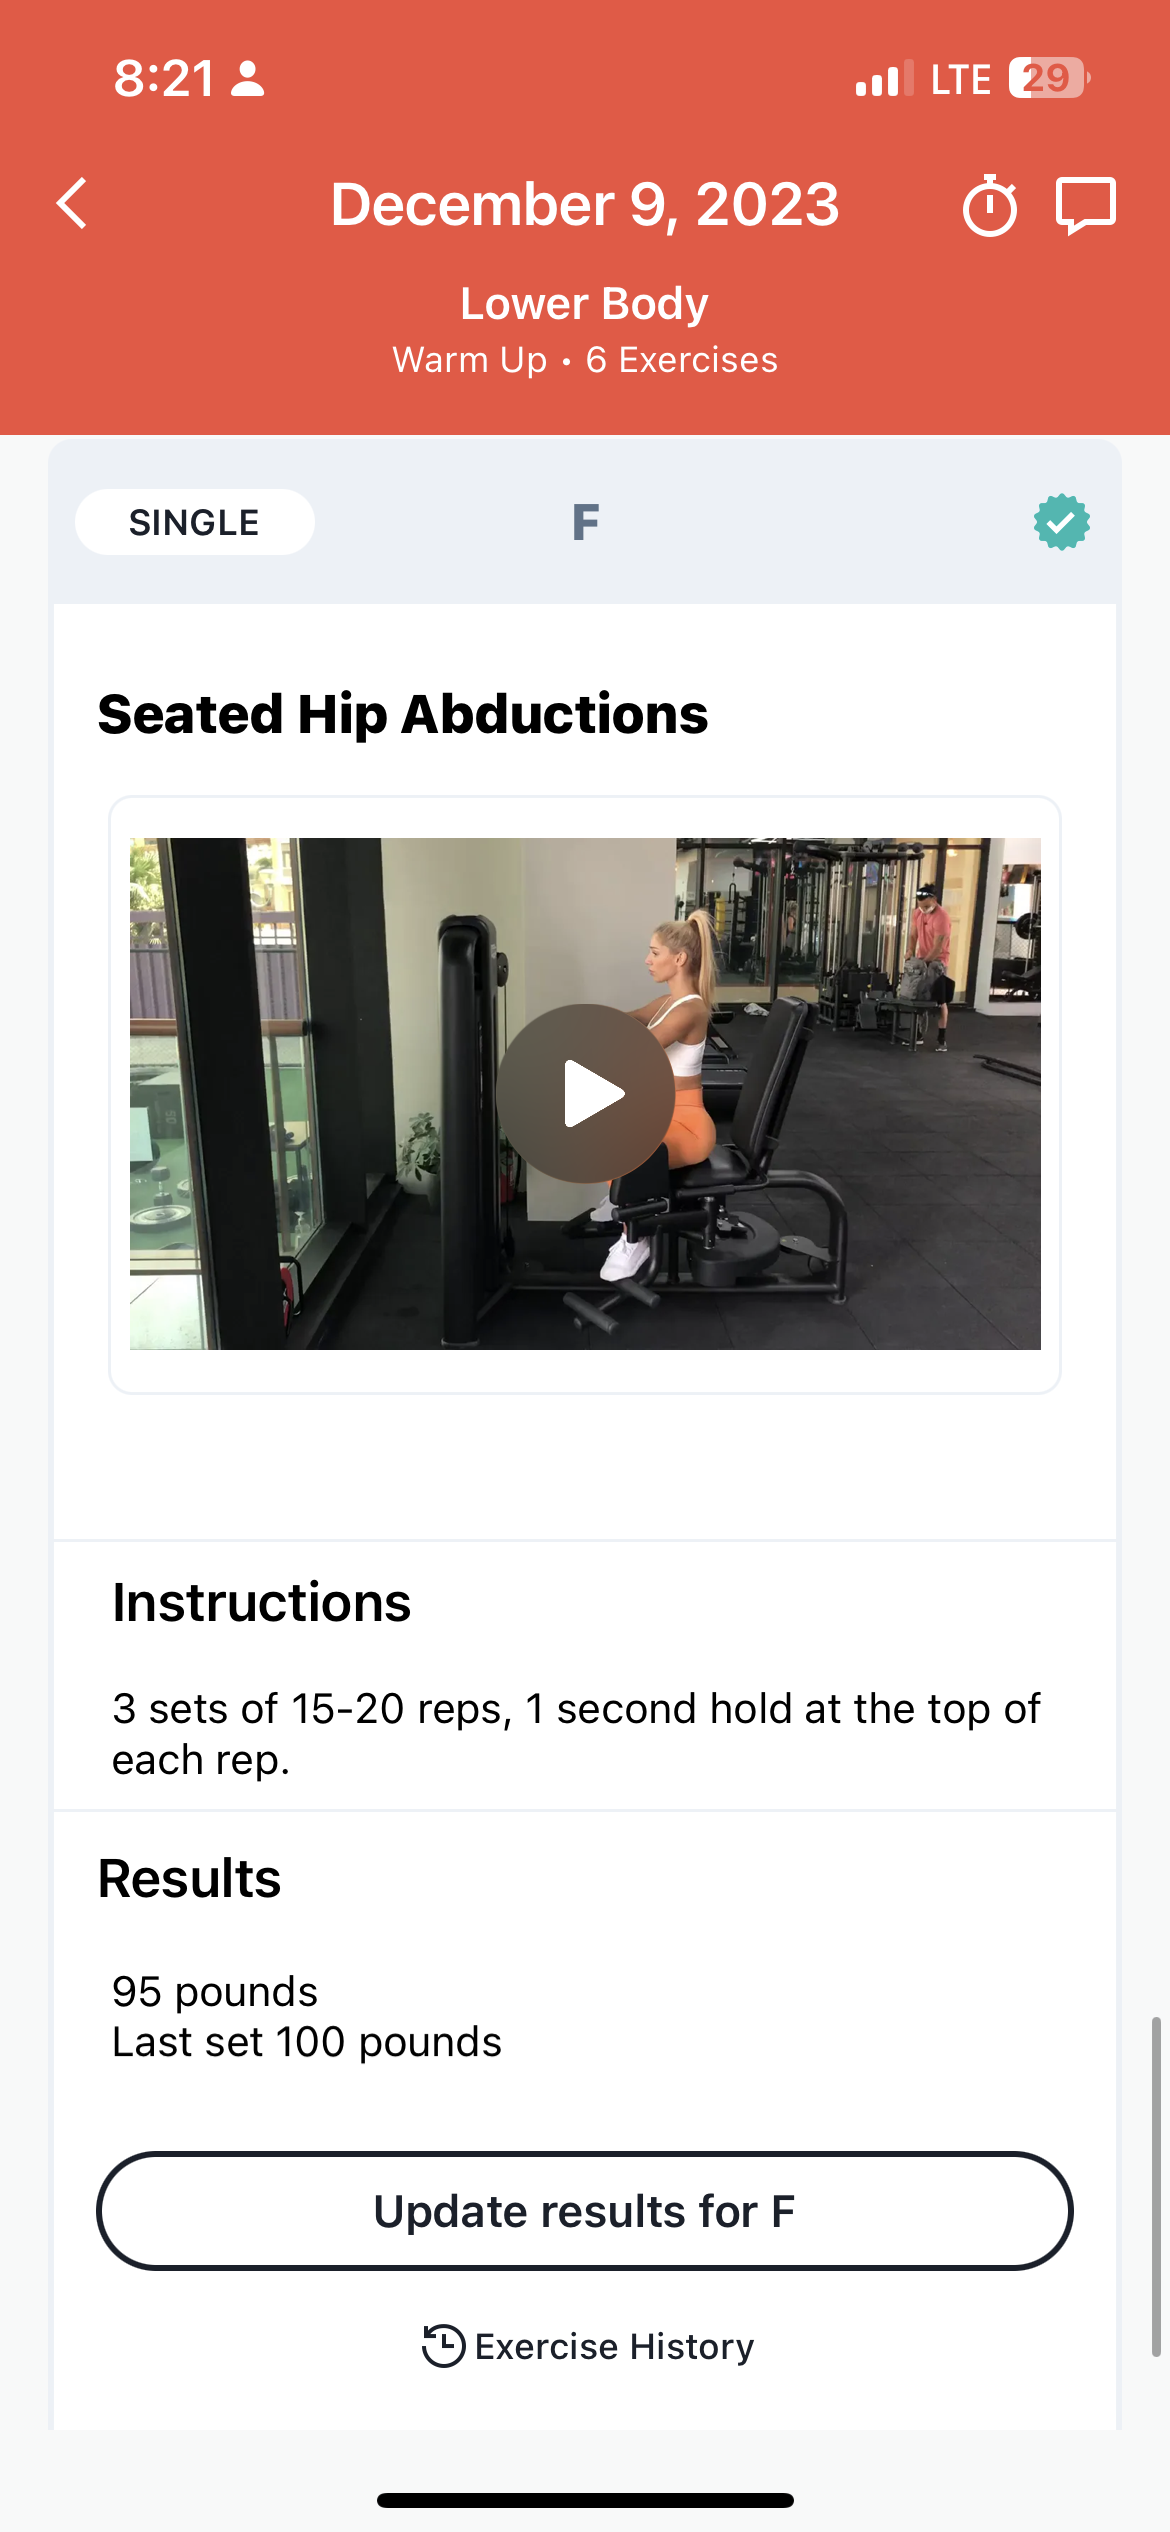 8:21 LTE 29
December 9, 2023
Lower Body
Warm Up • 6 Exercises
SINGLE F
Seated Hip Abductions
Instructions
3 sets of 15-20 reps, 1 second hold at the top of
each rep.
Results
95 pounds
Last set 100 pounds
Update results for F
Exercise History